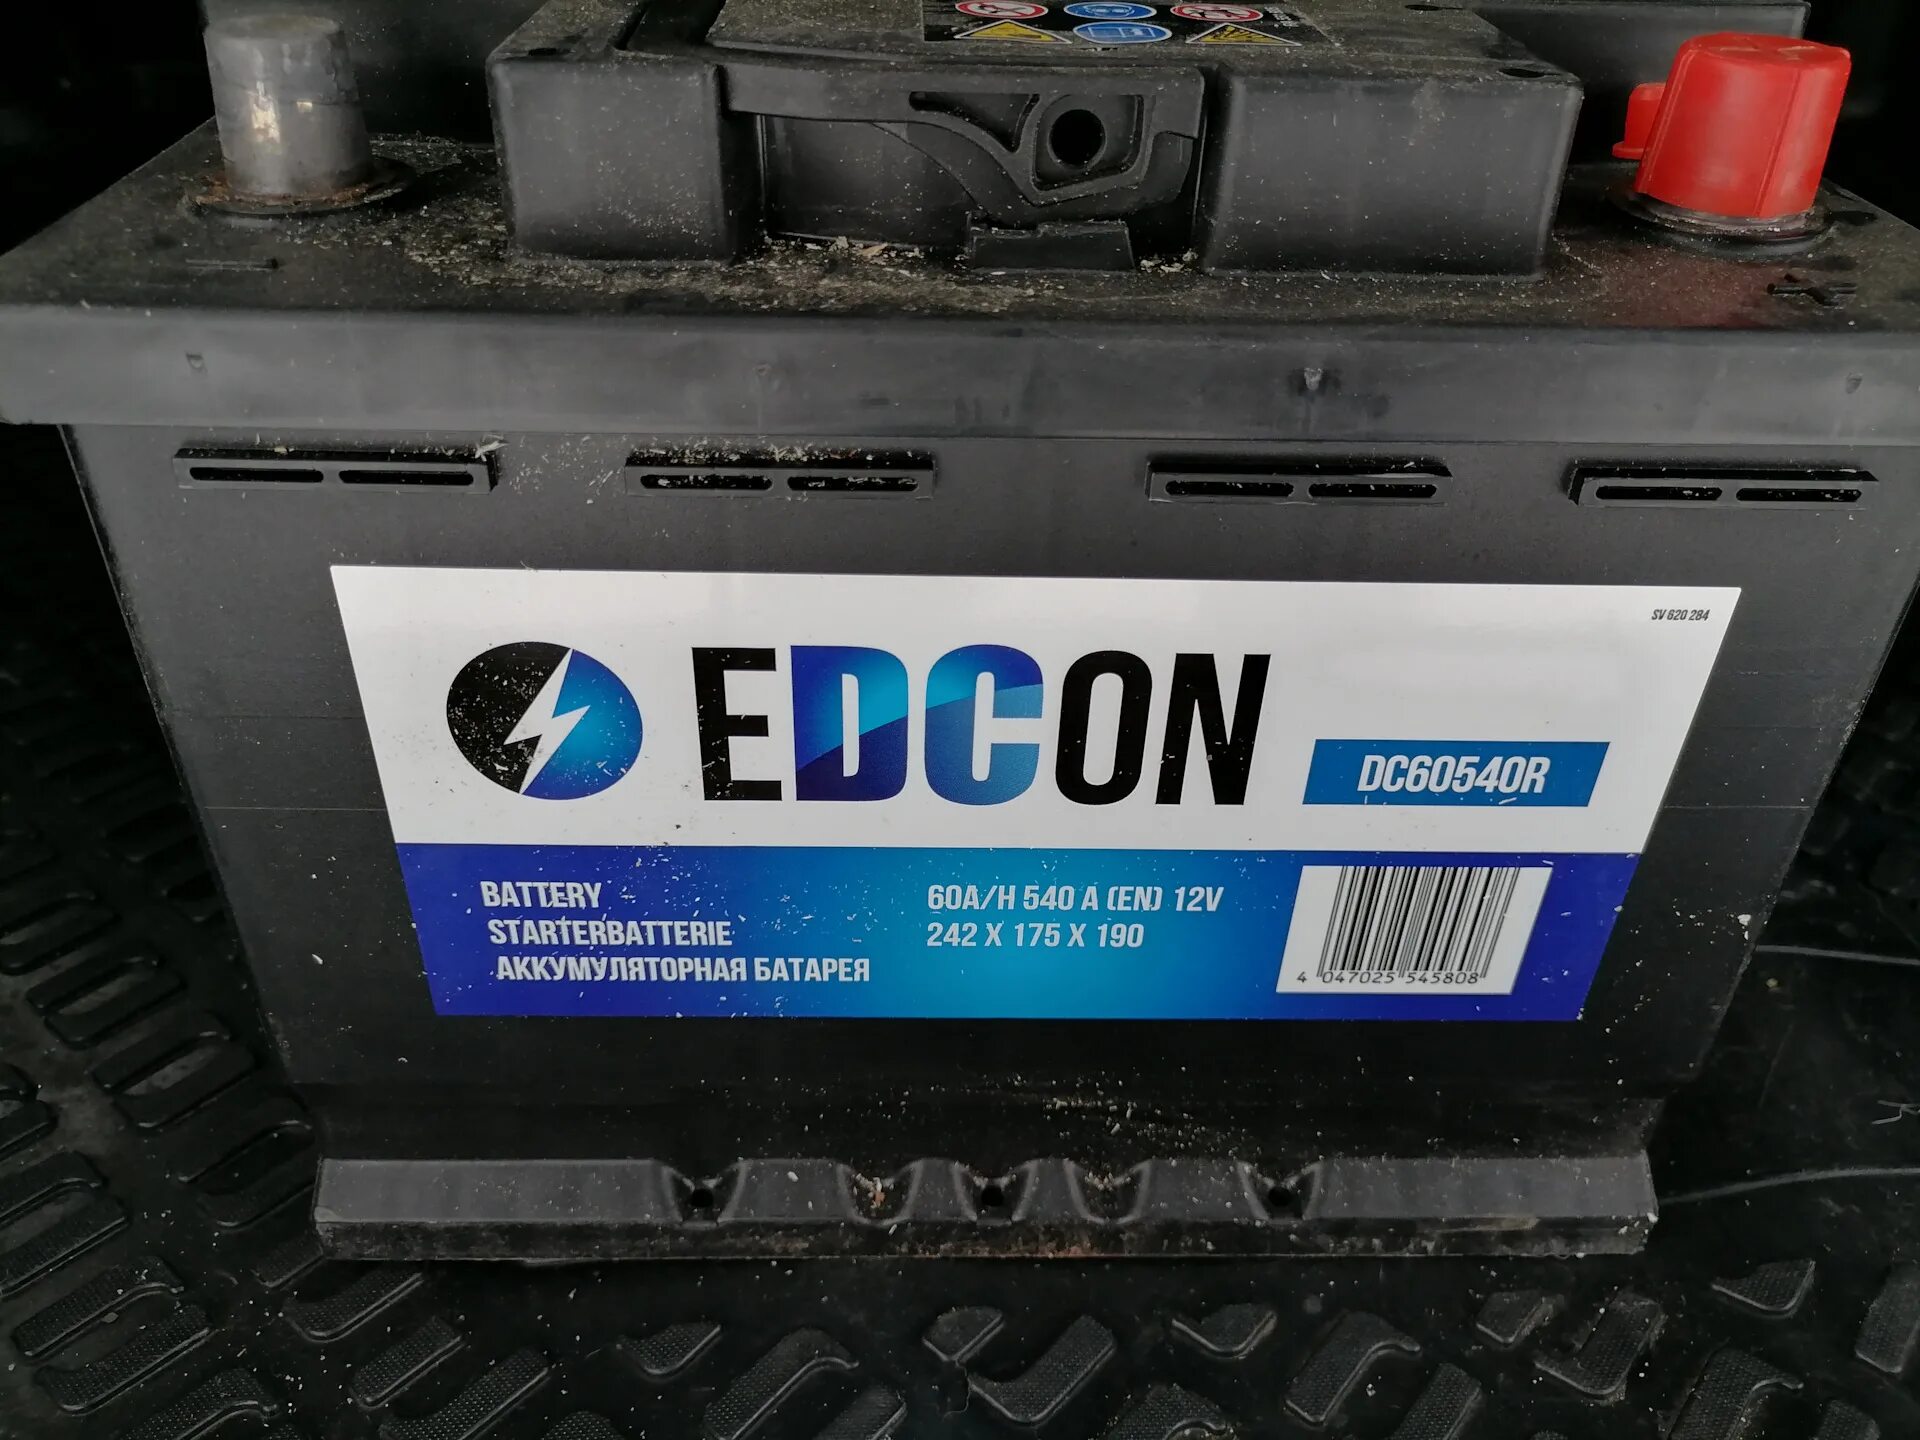 SV 620 284
EDCON
DC60540R
BATTERY
STARTERBATTERIE
АККУМУЛЯТОРНАЯ БАТАРЕЯ
60A/H 540 A (EN) 12V
242 X 175 X 190
4 047025 545808